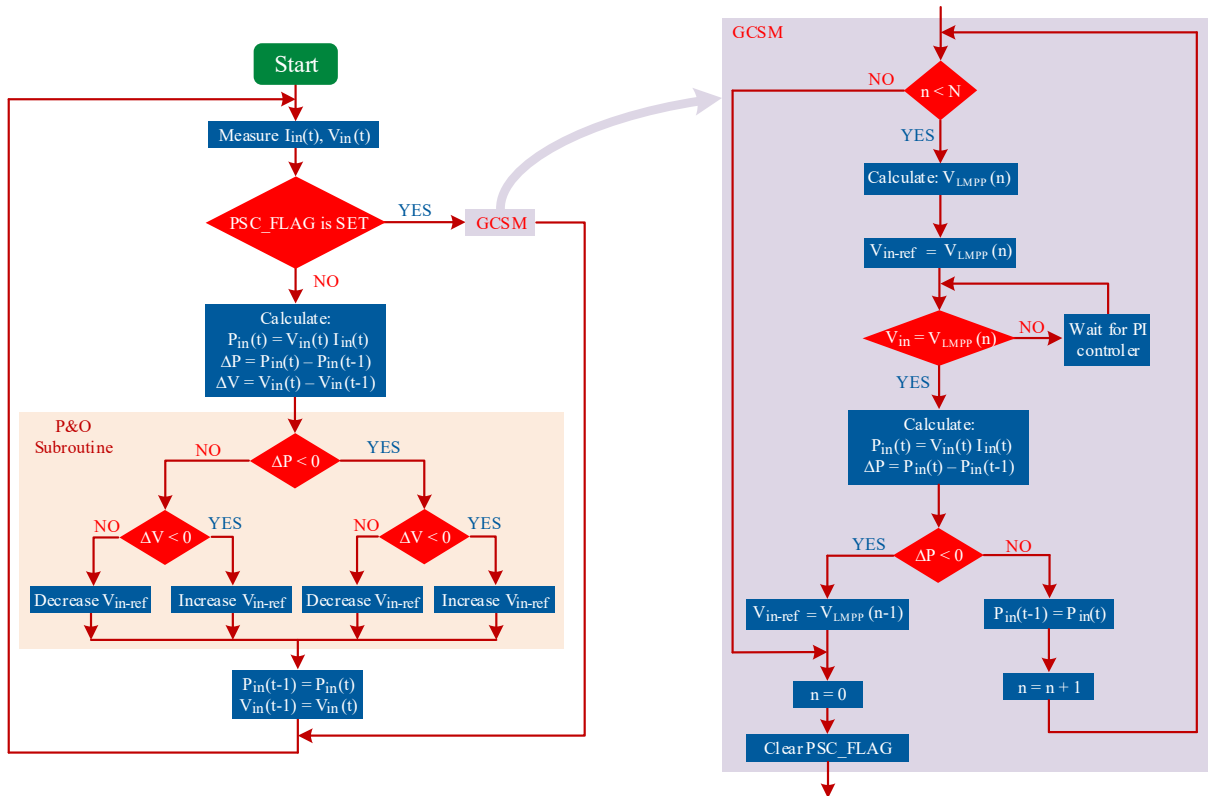 Start
Measure Iin(t), Vin(t)
PSC_FLAG is SET
YES
GCSM
NO
Calculate:
Pin(t) = Vin(t) Iin(t)
ΔP = Pin(t) – Pin(t-1)
ΔV = Vin(t) – Vin(t-1)
P&O
Subroutine
NO
ΔP < 0
YES
NO
ΔV < 0
YES
NO
ΔV < 0
YES
Decrease Vin-ref
Increase Vin-ref
Decrease Vin-ref
Increase Vin-ref
Pin(t-1) = Pin(t)
Vin(t-1) = Vin(t)
GCSM
NO
n < N
YES
Calculate: VLMPP (n)
Vin-ref = VLMPP (n)
Vin = VLMPP (n)
NO
Wait for PI
controler
YES
Calculate:
Pin(t) = Vin(t) Iin(t)
ΔP = Pin(t) – Pin(t-1)
YES
ΔP < 0
NO
Vin-ref = VLMPP (n-1)
Pin(t-1) = Pin(t)
n = 0
n = n + 1
Clear PSC_FLAG